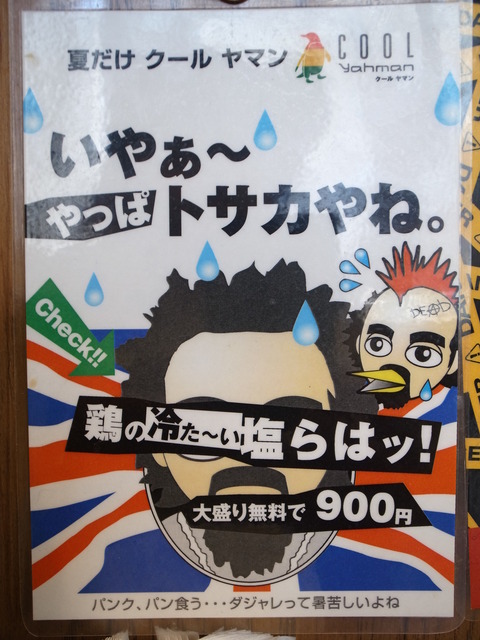 夏だけ クール ヤマン
COOL
Yahman
クール ヤマン
いやぁ〜
やっぱトサカやね。
DEAD
Check!!
鶏の冷た〜い塩らはッ!
大盛り無料で 900円
パンク、パン食う・・・ダジャレって暑苦しいよね